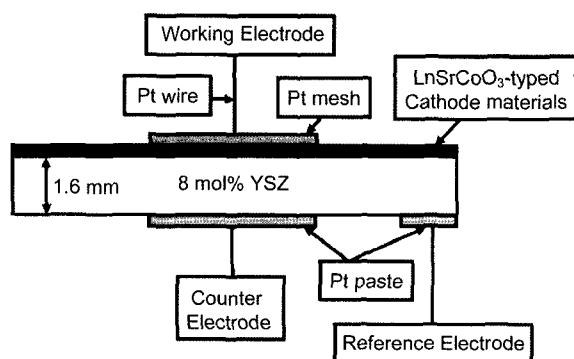 Working Electrode
Pt wire
Pt mesh
LnSrCoO₃-typed
Cathode materials
1.6 mm
8 mol% YSZ
Pt paste
Counter
Electrode
Reference Electrode